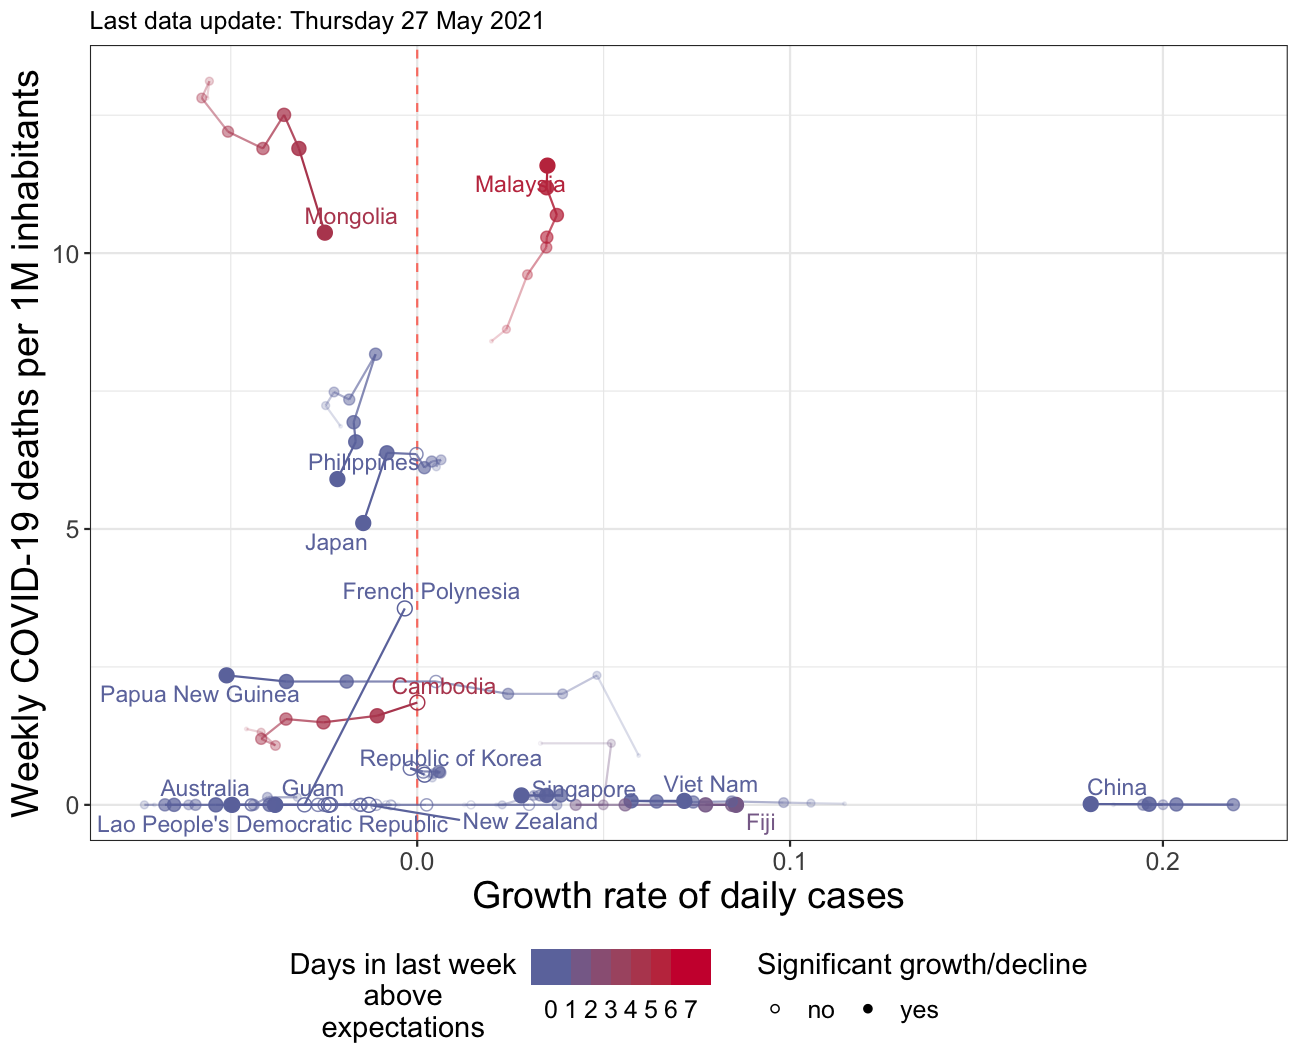 Last data update: Thursday 27 May 2021
Weekly COVID-19 deaths per 1M inhabitants
10
5
0
Mongolia
Malaysia
Philippines
Japan
French Polynesia
Papua New Guinea
Cambodia
Republic of Korea
Australia
Guam
Singapore
Viet Nam
China
Lao People's Democratic Republic
New Zealand
Fiji
0.0
0.1
0.2
Growth rate of daily cases
Days in last week
above
expectations
0 1 2 3 4 5 6 7
Significant growth/decline
no
yes